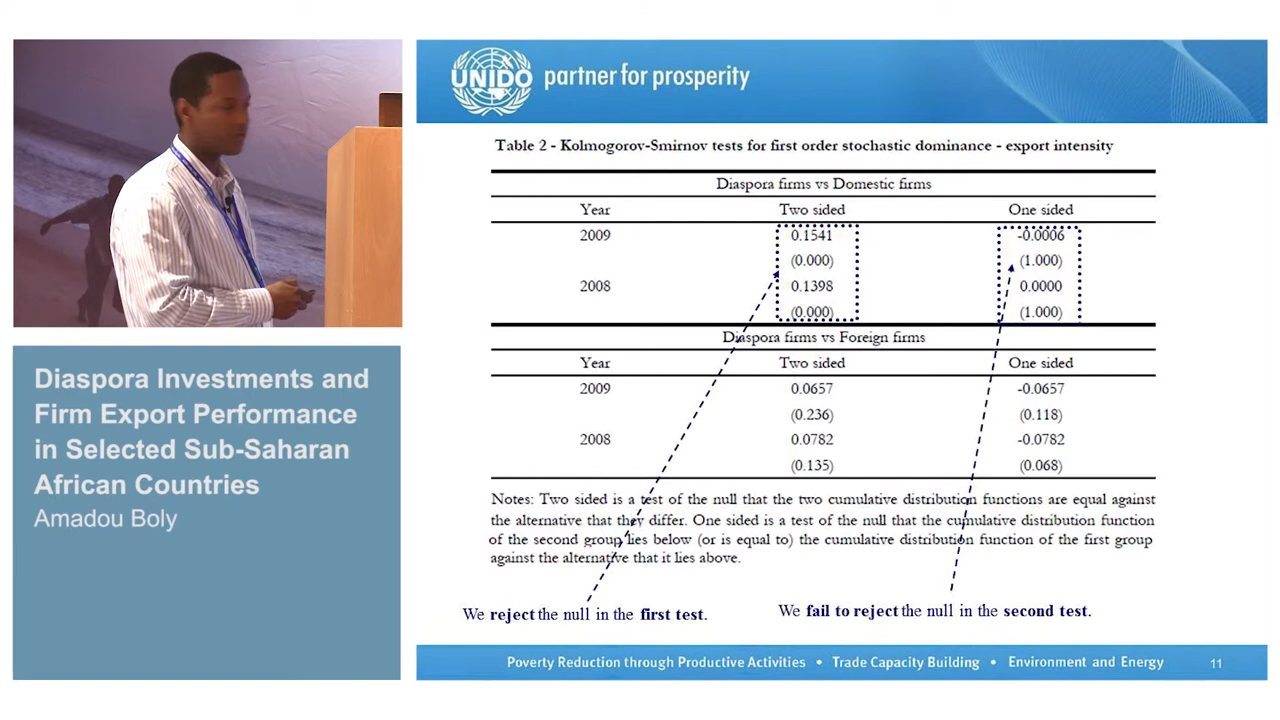 UNIDO partner for prosperity
Table 2 - Kolmogorov-Smirnov tests for first order stochastic dominance - export intensity
Diaspora firms vs Domestic firms
Year Two sided One sided
2009 0.1541 -0.0006
(0.000) (1.000)
2008 0.1398 0.0000
(0.000) (1.000)
Diaspora firms vs Foreign firms
Year Two sided One sided
2009 0.0657 -0.0657
(0.236) (0.118)
2008 0.0782 -0.0782
(0.135) (0.068)
Notes: Two sided is a test of the null that the two cumulative distribution functions are equal against
the alternative that they differ. One sided is a test of the null that the cumulative distribution function
of the second group lies below (or is equal to) the cumulative distribution function of the first group
against the alternative that it lies above.
We reject the null in the first test.
We fail to reject the null in the second test.
Poverty Reduction through Productive Activities • Trade Capacity Building • Environment and Energy 11
Diaspora Investments and
Firm Export Performance
in Selected Sub-Saharan
African Countries
Amadou Boly